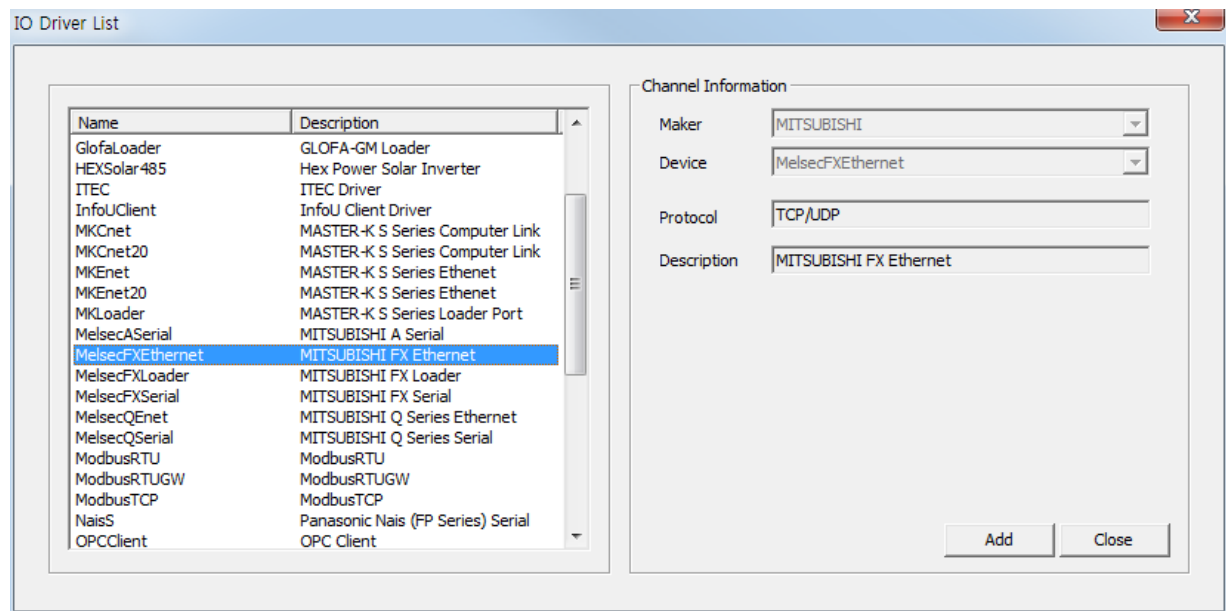 IO Driver List
Name Description
GlofaLoader GLOFA-GM Loader
HEXSolar485 Hex Power Solar Inverter
ITEC ITEC Driver
InfoUClient InfoU Client Driver
MKCnet MASTER-K S Series Computer Link
MKCnet20 MASTER-K S Series Computer Link
MKEnet MASTER-K S Series Ethenet
MKEnet20 MASTER-K S Series Ethenet
MKLoader MASTER-K S Series Loader Port
MelsecASerial MITSUBISHI A Serial
MelsecFXEthernet MITSUBISHI FX Ethernet
MelsecFXLoader MITSUBISHI FX Loader
MelsecFXSerial MITSUBISHI FX Serial
MelsecQEnet MITSUBISHI Q Series Ethernet
MelsecQSerial MITSUBISHI Q Series Serial
ModbusRTU ModbusRTU
ModbusRTUGW ModbusRTUGW
ModbusTCP ModbusTCP
NaisS Panasonic Nais (FP Series) Serial
OPCClient OPC Client
Channel Information
Maker MITSUBISHI
Device MelsecFXEthernet
Protocol TCP/UDP
Description MITSUBISHI FX Ethernet
Add Close